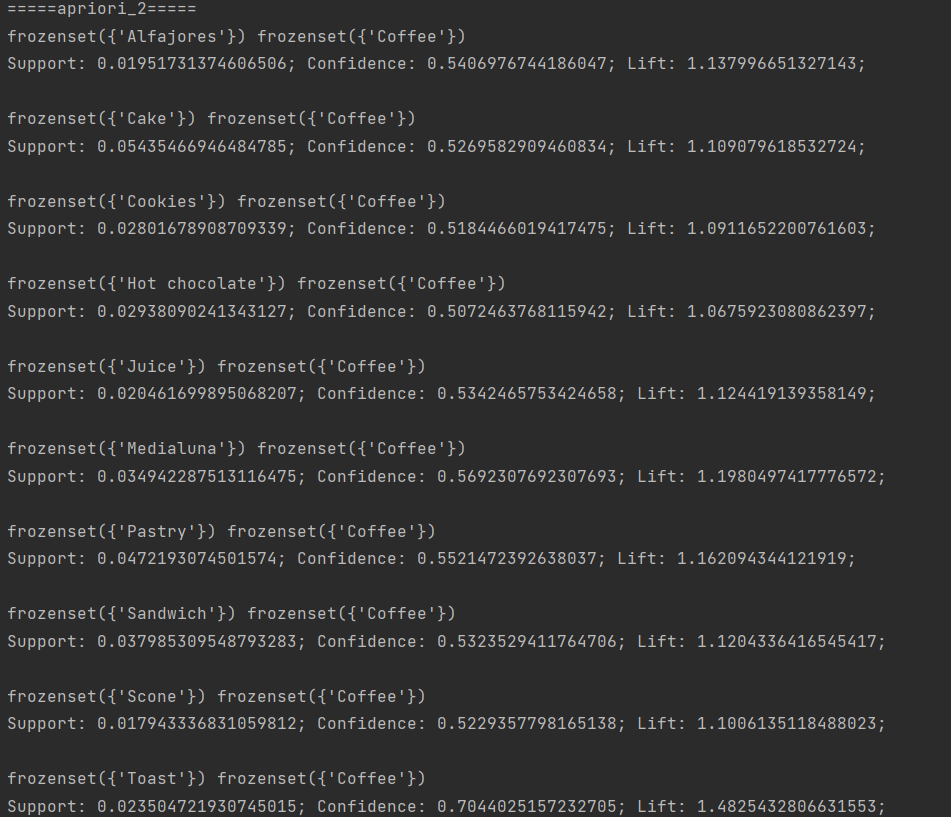 =====apriori_2=====
frozenset({'Alfajores'}) frozenset({'Coffee'})
Support: 0.01951731374606506; Confidence: 0.5406976744186047; Lift: 1.137996651327143;
frozenset({'Cake'}) frozenset({'Coffee'})
Support: 0.05435466946484785; Confidence: 0.5269582909460834; Lift: 1.109079618532724;
frozenset({'Cookies'}) frozenset({'Coffee'})
Support: 0.02801678908709339; Confidence: 0.5184466019417475; Lift: 1.0911652200761603;
frozenset({'Hot chocolate'}) frozenset({'Coffee'})
Support: 0.02938090241343127; Confidence: 0.5072463768115942; Lift: 1.0675923080862397;
frozenset({'Juice'}) frozenset({'Coffee'})
Support: 0.020461699895068207; Confidence: 0.5342465753424658; Lift: 1.124419139358149;
frozenset({'Medialuna'}) frozenset({'Coffee'})
Support: 0.034942287513116475; Confidence: 0.5692307692307693; Lift: 1.1980497417776572;
frozenset({'Pastry'}) frozenset({'Coffee'})
Support: 0.0472193074501574; Confidence: 0.5521472392638037; Lift: 1.162094344121919;
frozenset({'Sandwich'}) frozenset({'Coffee'})
Support: 0.037985309548793283; Confidence: 0.5323529411764706; Lift: 1.1204336416545417;
frozenset({'Scone'}) frozenset({'Coffee'})
Support: 0.017943336831059812; Confidence: 0.5229357798165138; Lift: 1.1006135118488023;
frozenset({'Toast'}) frozenset({'Coffee'})
Support: 0.023504721930745015; Confidence: 0.7044025157232705; Lift: 1.4825432806631553;